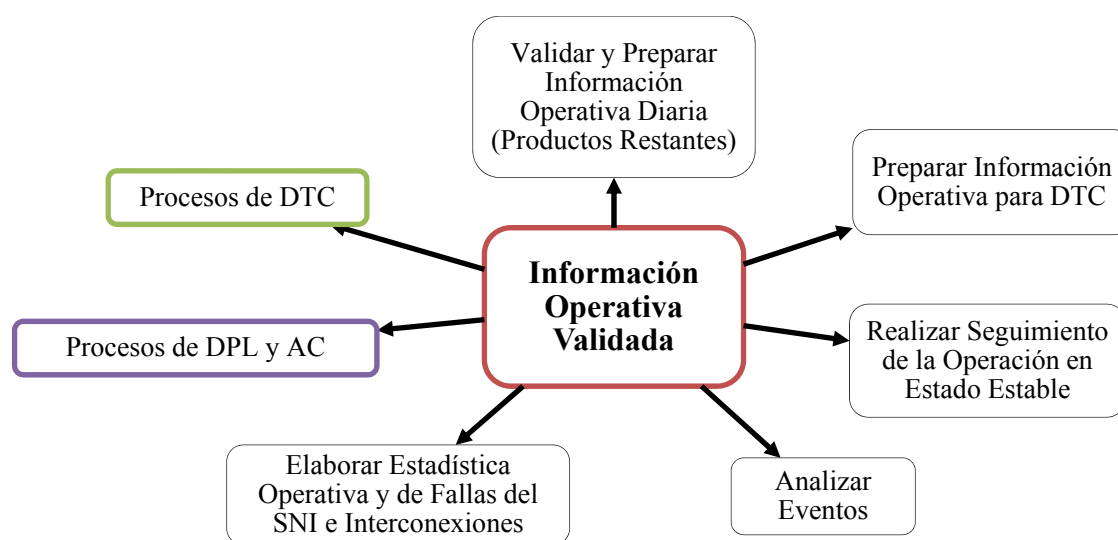 Validar y Preparar
Información
Operativa Diaria
(Productos Restantes)
Procesos de DTC
Preparar Información
Operativa para DTC
Información
Operativa
Validada
Procesos de DPL y AC
Realizar Seguimiento
de la Operación en
Estado Estable
Elaborar Estadística
Operativa y de Fallas del
SNI e Interconexiones
Analizar
Eventos